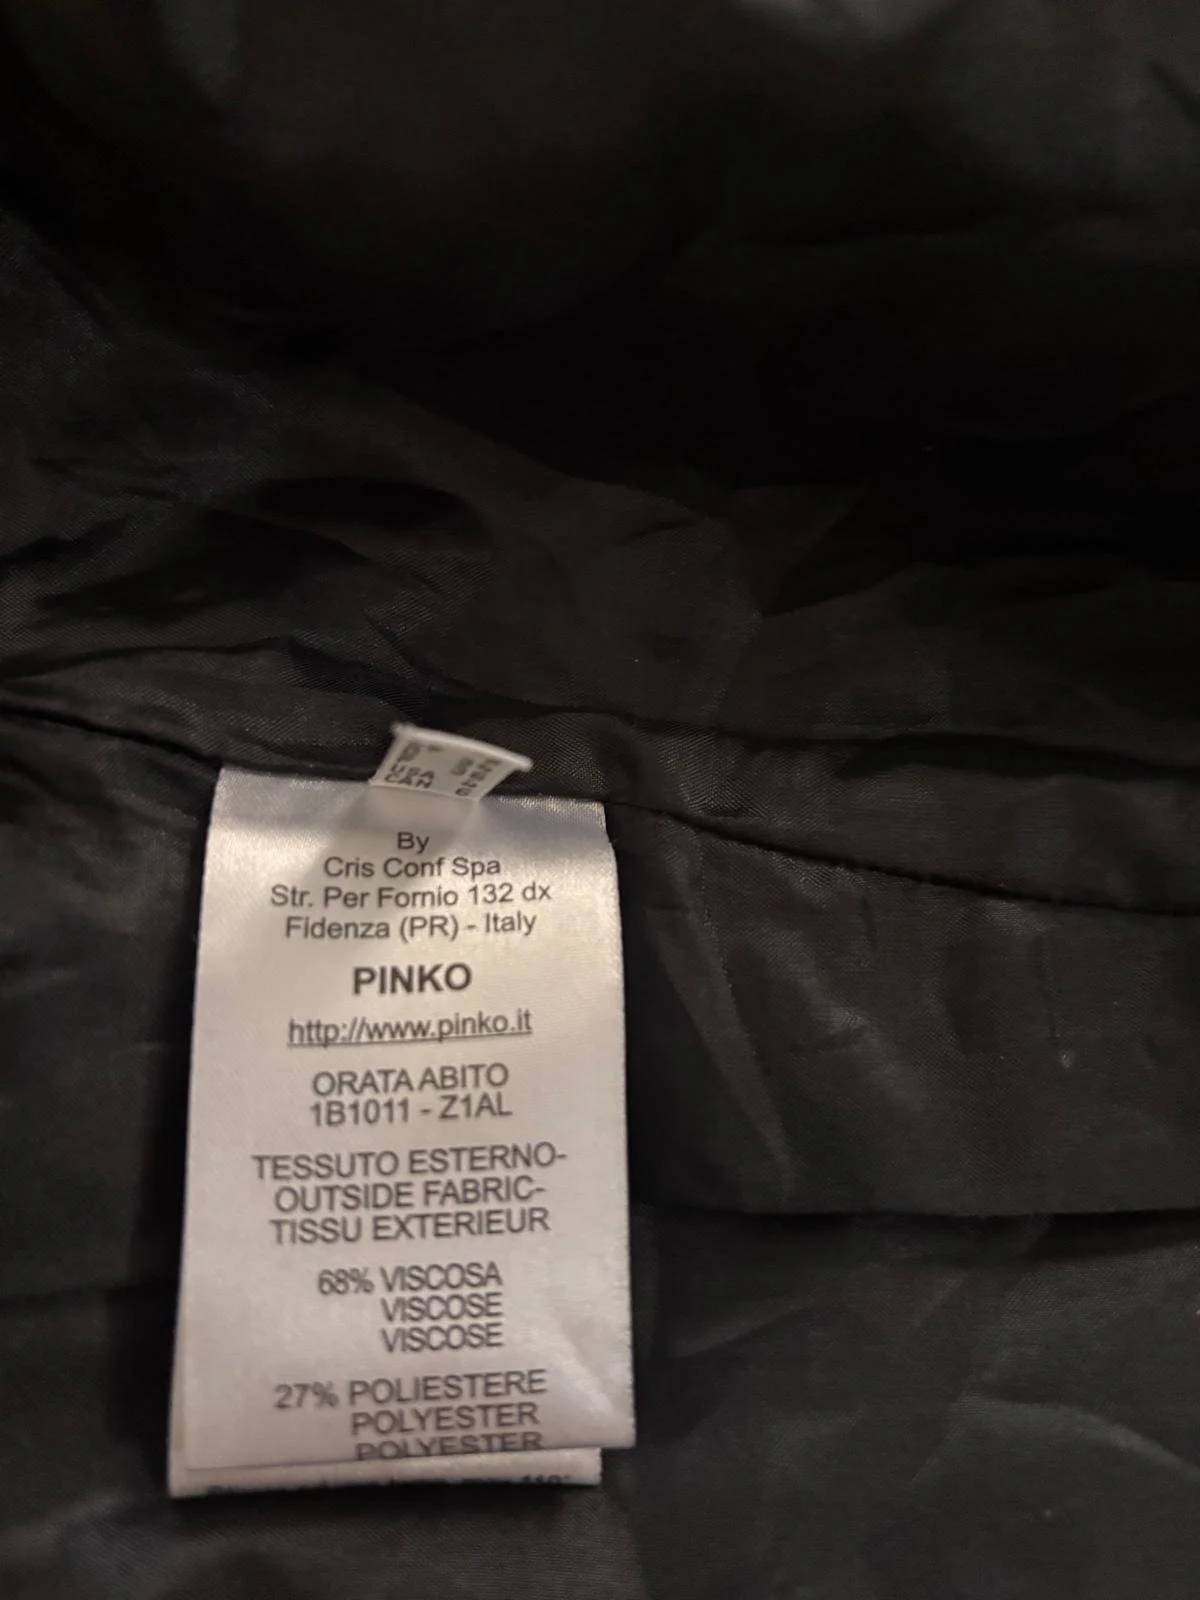 By
Cris Conf Spa
Str. Per Fornio 132 dx
Fidenza (PR) - Italy
PINKO
http://www.pinko.it
ORATA ABITO
1B1011 - Z1AL
TESSUTO ESTERNO-
OUTSIDE FABRIC-
TISSU EXTERIEUR
68% VISCOSA
VISCOSE
VISCOSE
27% POLIESTERE
POLYESTER
POLYESTER